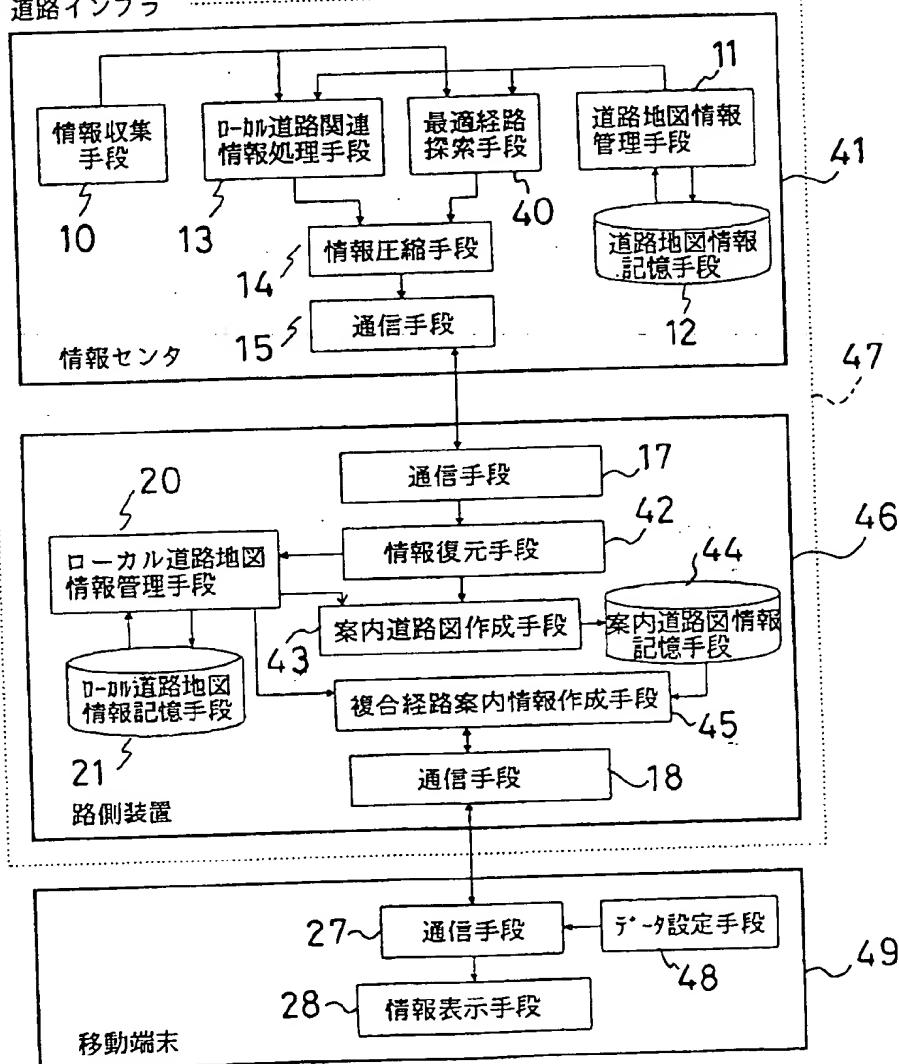 道路インフラ
11
情報収集
手段
ローカル道路関連
情報処理手段
最適経路
探索手段
道路地図情報
管理手段
41
10
13
40
道路地図情報
記憶手段
14
情報圧縮手段
12
15
通信手段
情報センタ
47
通信手段
17
20
42
46
ローカル道路地図
情報管理手段
情報復元手段
44
43
案内道路図作成手段
案内道路図情報
記憶手段
ローカル道路地図
情報記憶手段
複合経路案内情報作成手段
45
21
通信手段
18
路側装置
27
通信手段
データ設定手段
48
49
28
情報表示手段
移動端末